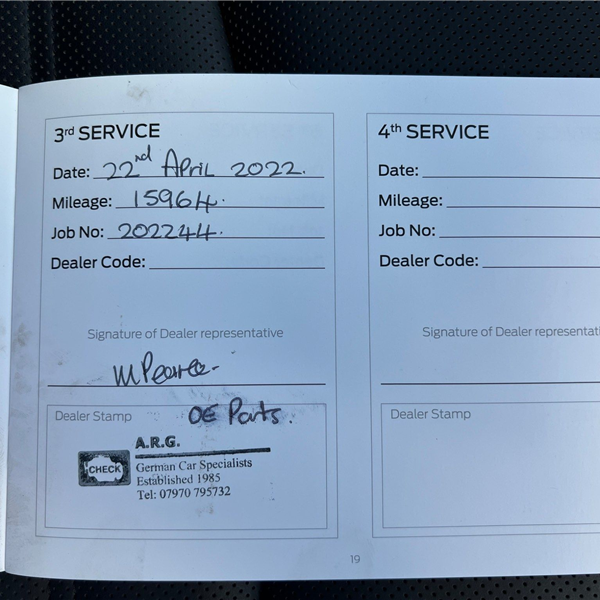 3rd SERVICE
Date: 22nd April 2022.
Mileage: 15964.
Job No: 202244.
Dealer Code:
Signature of Dealer representative
M Pearce.
Dealer Stamp OE Parts.
A.R.G.
CHECK
German Car Specialists
Established 1985
Tel: 07970 795732
4th SERVICE
Date:
Mileage:
Job No:
Dealer Code:
Signature of Dealer representati
Dealer Stamp
19